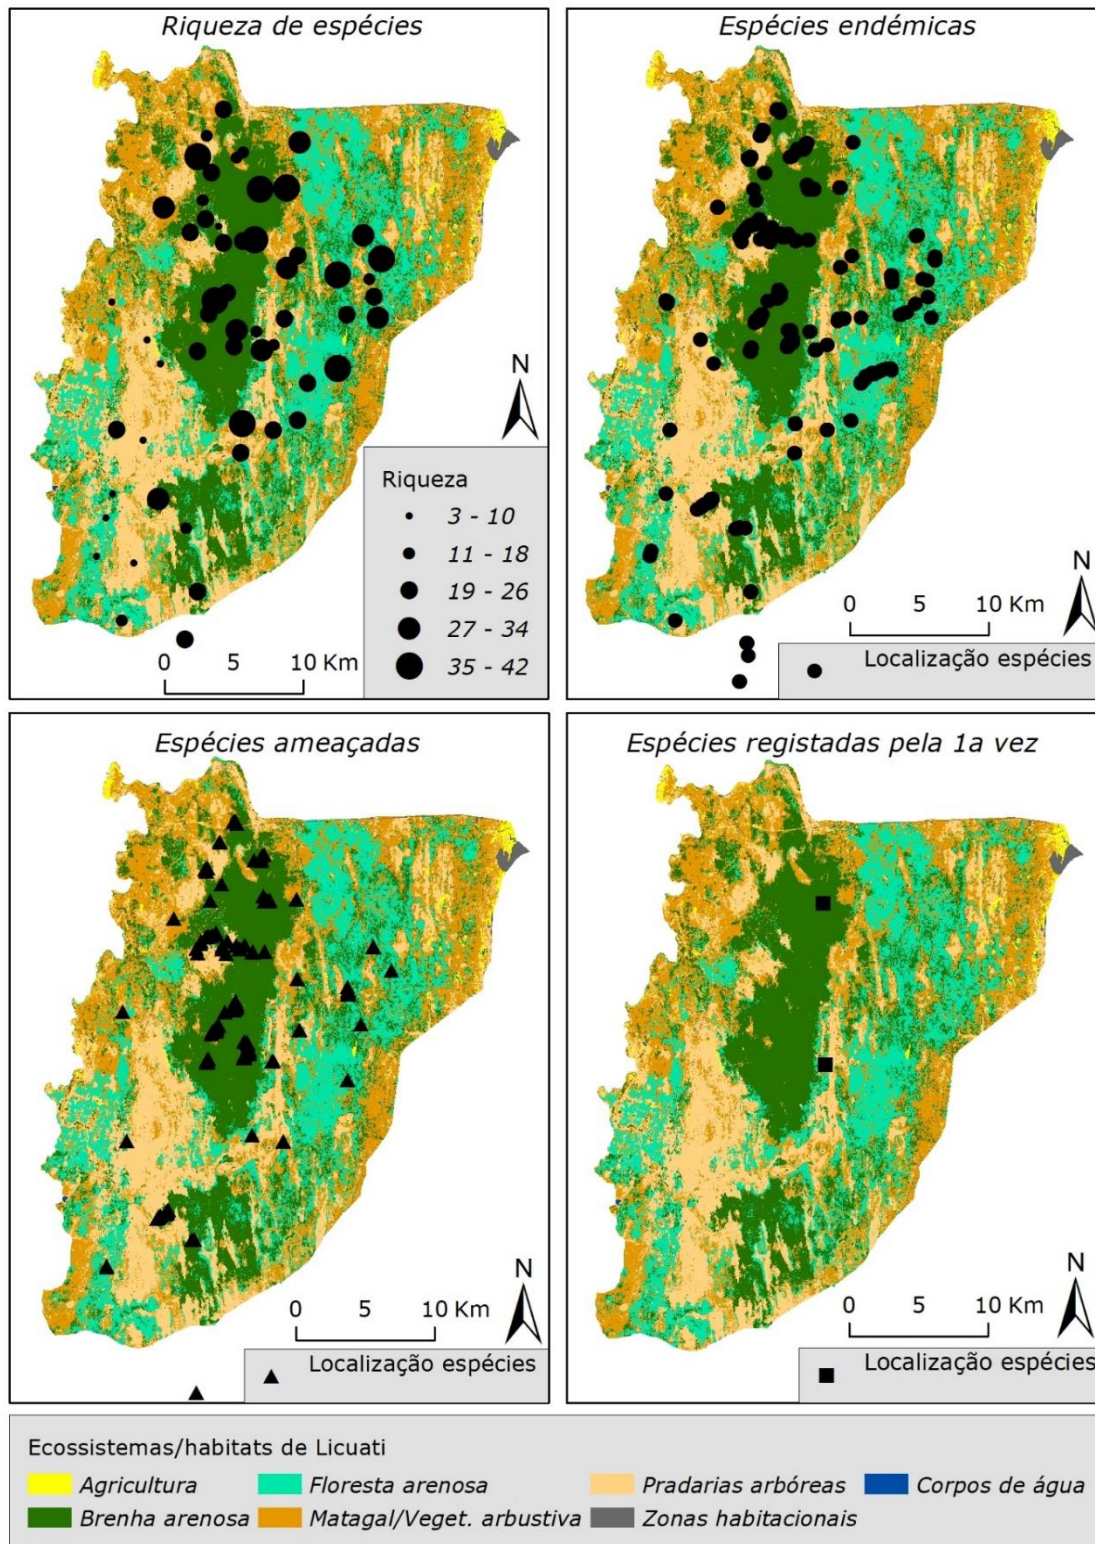 Riqueza de espécies
N
Riqueza
3 - 10
11 - 18
19 - 26
27 - 34
35 - 42
0 5 10 Km
Espécies endémicas
N
0 5 10 Km
Localização espécies
Espécies ameaçadas
N
0 5 10 Km
Localização espécies
Espécies registadas pela 1a vez
N
0 5 10 Km
Localização espécies
Ecossistemas/habitats de Licuati
Agricultura Floresta arenosa Pradarias arbóreas Corpos de água
Brenha arenosa Matagal/Veget. arbustiva Zonas habitacionais